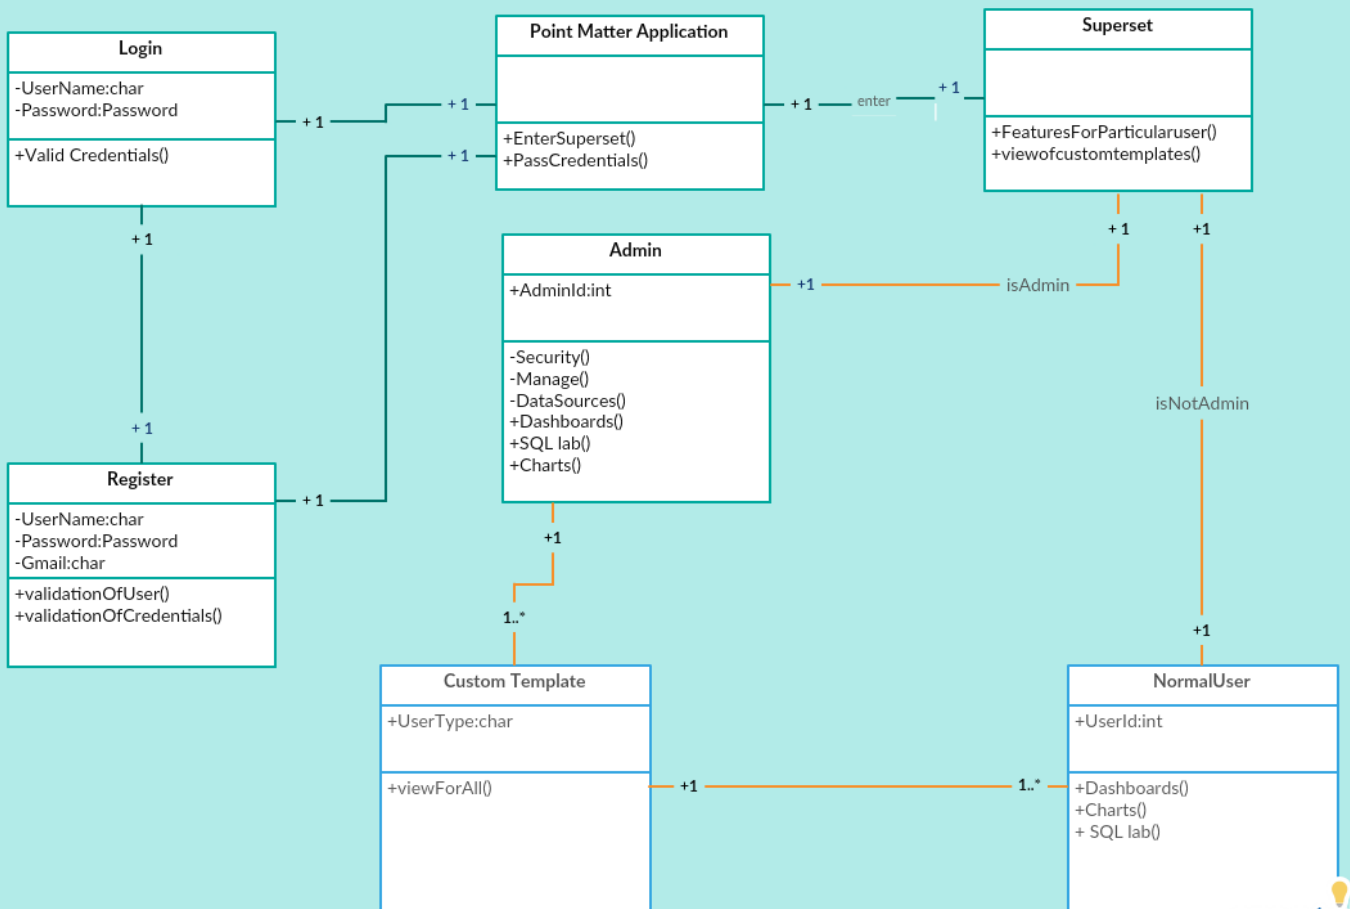 Login
-UserName:char
-Password:Password
+Valid Credentials()
+ 1
+ 1
Point Matter Application
+EnterSuperset()
+PassCredentials()
+ 1
+ 1
enter
+ 1
Superset
+FeaturesForParticularuser()
+viewofcustomtemplates()
+ 1
+1
+ 1
Admin
+AdminId:int
-Security()
-Manage()
-DataSources()
+Dashboards()
+SQL lab()
+Charts()
+1
isAdmin
isNotAdmin
+ 1
Register
-UserName:char
-Password:Password
-Gmail:char
+validationOfUser()
+validationOfCredentials()
+ 1
+1
1..*
+1
Custom Template
+UserType:char
+viewForAll()
+1
1..*
NormalUser
+UserId:int
+Dashboards()
+Charts()
+ SQL lab()